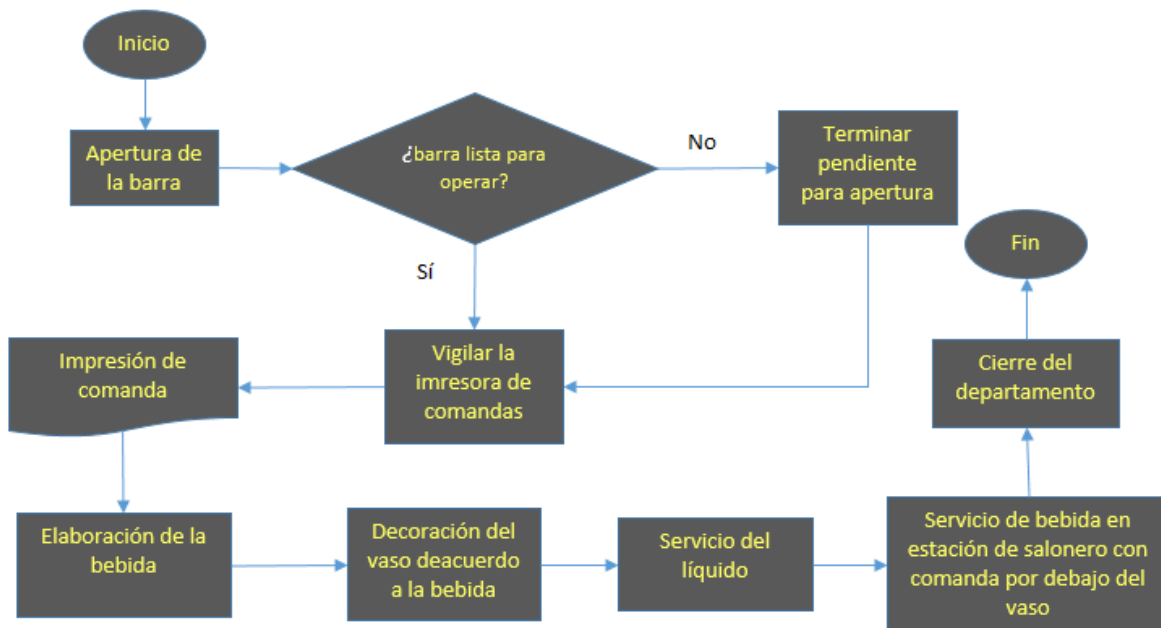 Inicio
Apertura de
la barra
¿barra lista para
operar?
No
Terminar
pendiente
para apertura
Sí
Fin
Vigilar la
imresora de
comandas
Impresión de
comanda
Cierre del
departamento
Elaboración de la
bebida
Decoración del
vaso deacuerdo
a la bebida
Servicio del
líquido
Servicio de bebida en
estación de salonero con
comanda por debajo del
vaso